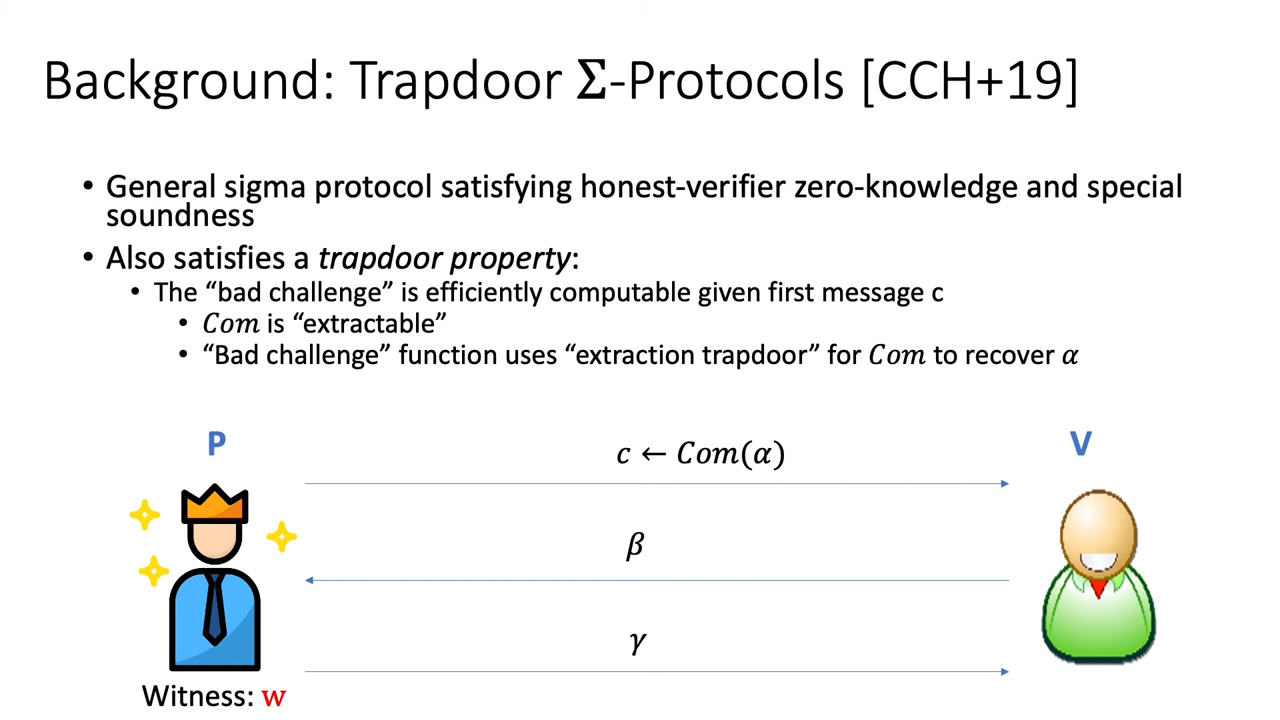 Background: Trapdoor Σ-Protocols [CCH+19]
• General sigma protocol satisfying honest-verifier zero-knowledge and special
soundness
• Also satisfies a trapdoor property:
• The “bad challenge” is efficiently computable given first message c
• 𝐶𝑜𝑚 is “extractable”
• “Bad challenge” function uses “extraction trapdoor” for 𝐶𝑜𝑚 to recover 𝛼
P
𝑐 ← 𝐶𝑜𝑚(𝛼)
V
𝛽
𝛾
Witness: w